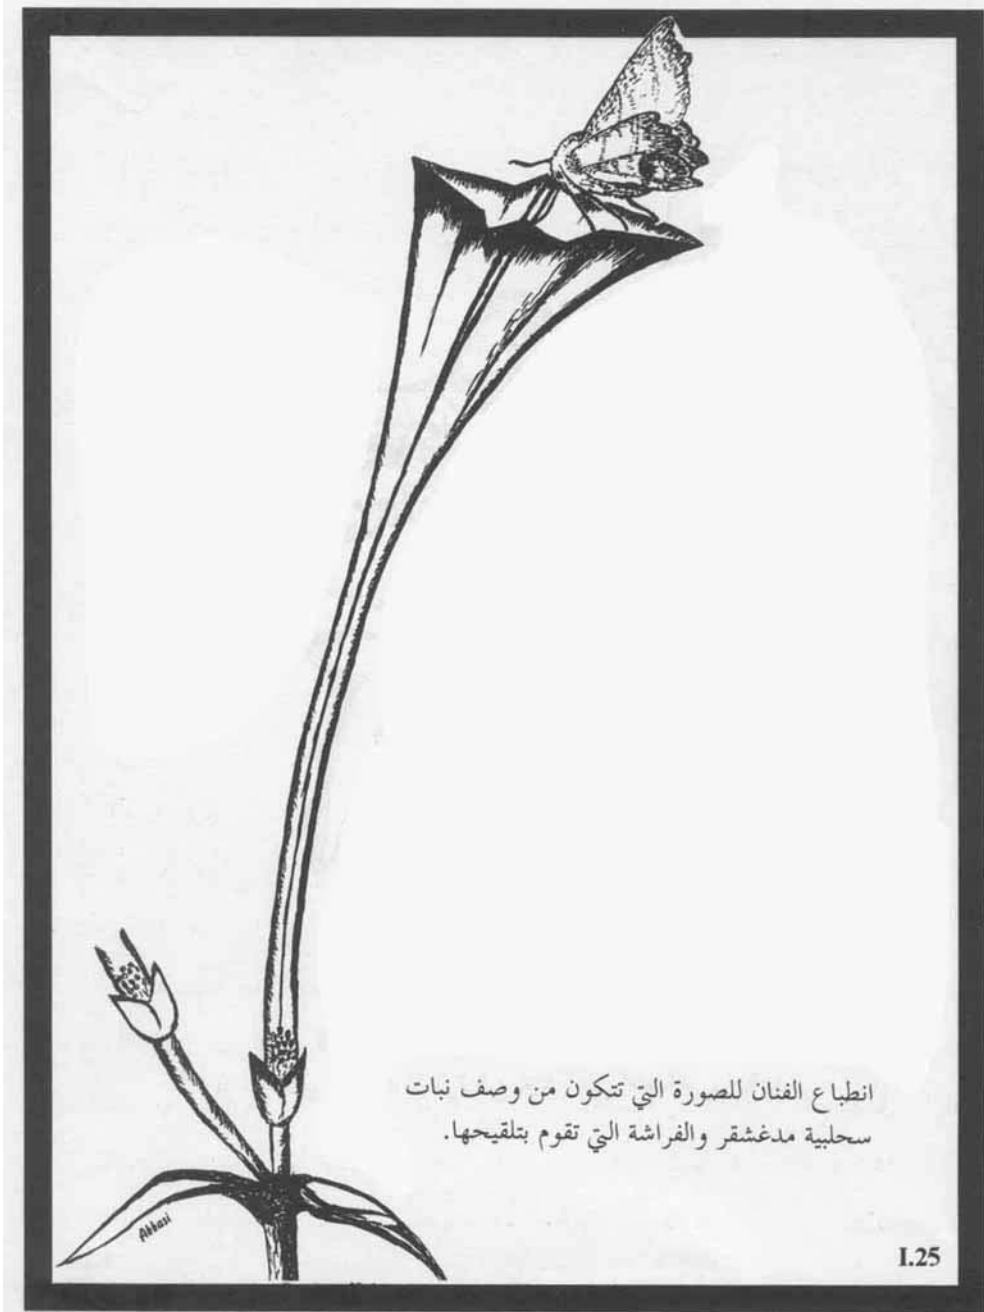 انطباع الفنان للصورة التي تتكون من وصف نبات
سحلبية مدغشقر والفراشة التي تقوم بتلقيحها.
Abbasi
I.25